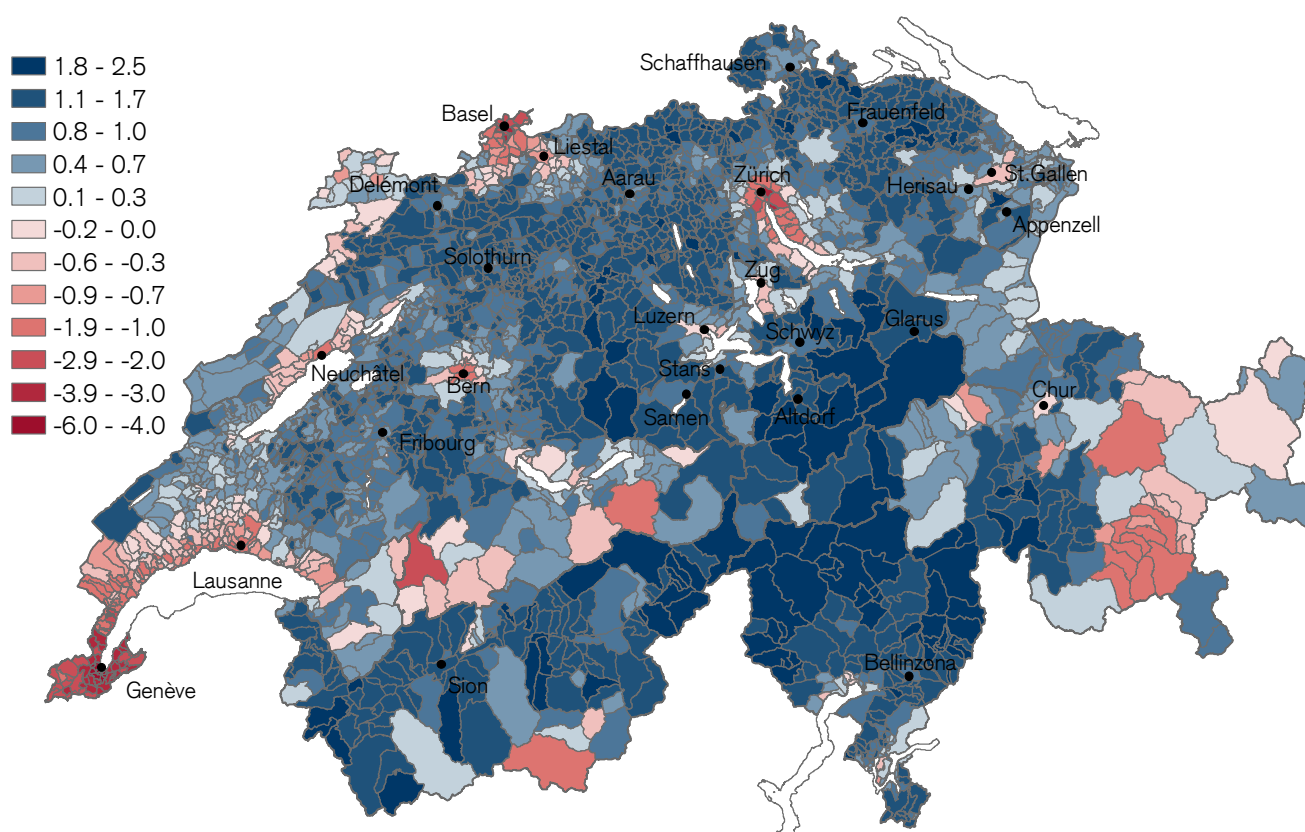 1.8 - 2.5
1.1 - 1.7
0.8 - 1.0
0.4 - 0.7
0.1 - 0.3
-0.2 - 0.0
-0.6 - -0.3
-0.9 - -0.7
-1.9 - -1.0
-2.9 - -2.0
-3.9 - -3.0
-6.0 - -4.0
Schaffhausen
Basel
Frauenfeld
Liestal
Delémont
Aarau
Zürich
St.Gallen
Herisau
Appenzell
Solothurn
Zug
Luzern
Schwyz
Glarus
Neuchâtel
Bern
Stans
Sarnen
Altdorf
Chur
Fribourg
Lausanne
Bellinzona
Sion
Genève